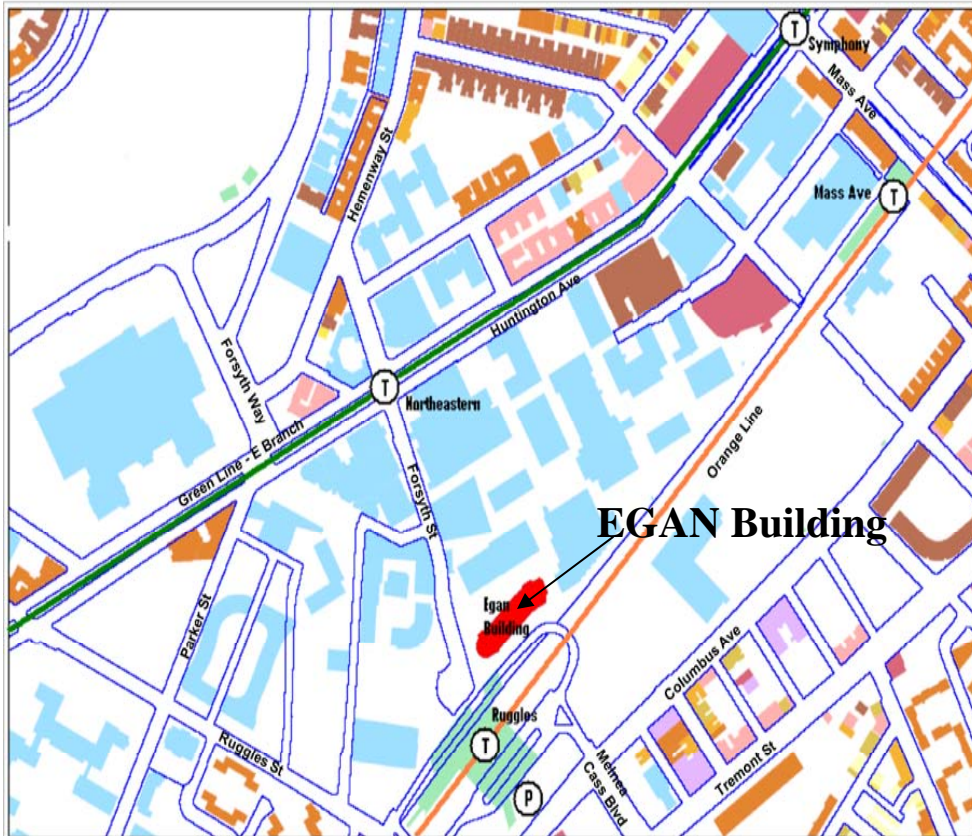 T
Symphony
Mass Ave
Hemenway St
Mass Ave
T
Huntington Ave
Forsyth Way
T
Northeastern
Green Line - E Branch
Forsyth St
Orange Line
EGAN Building
Egan
Building
Parker St
Columbus Ave
Ruggles
T
Ruggles St
Melnea
Cass Blvd
Tremont St
P